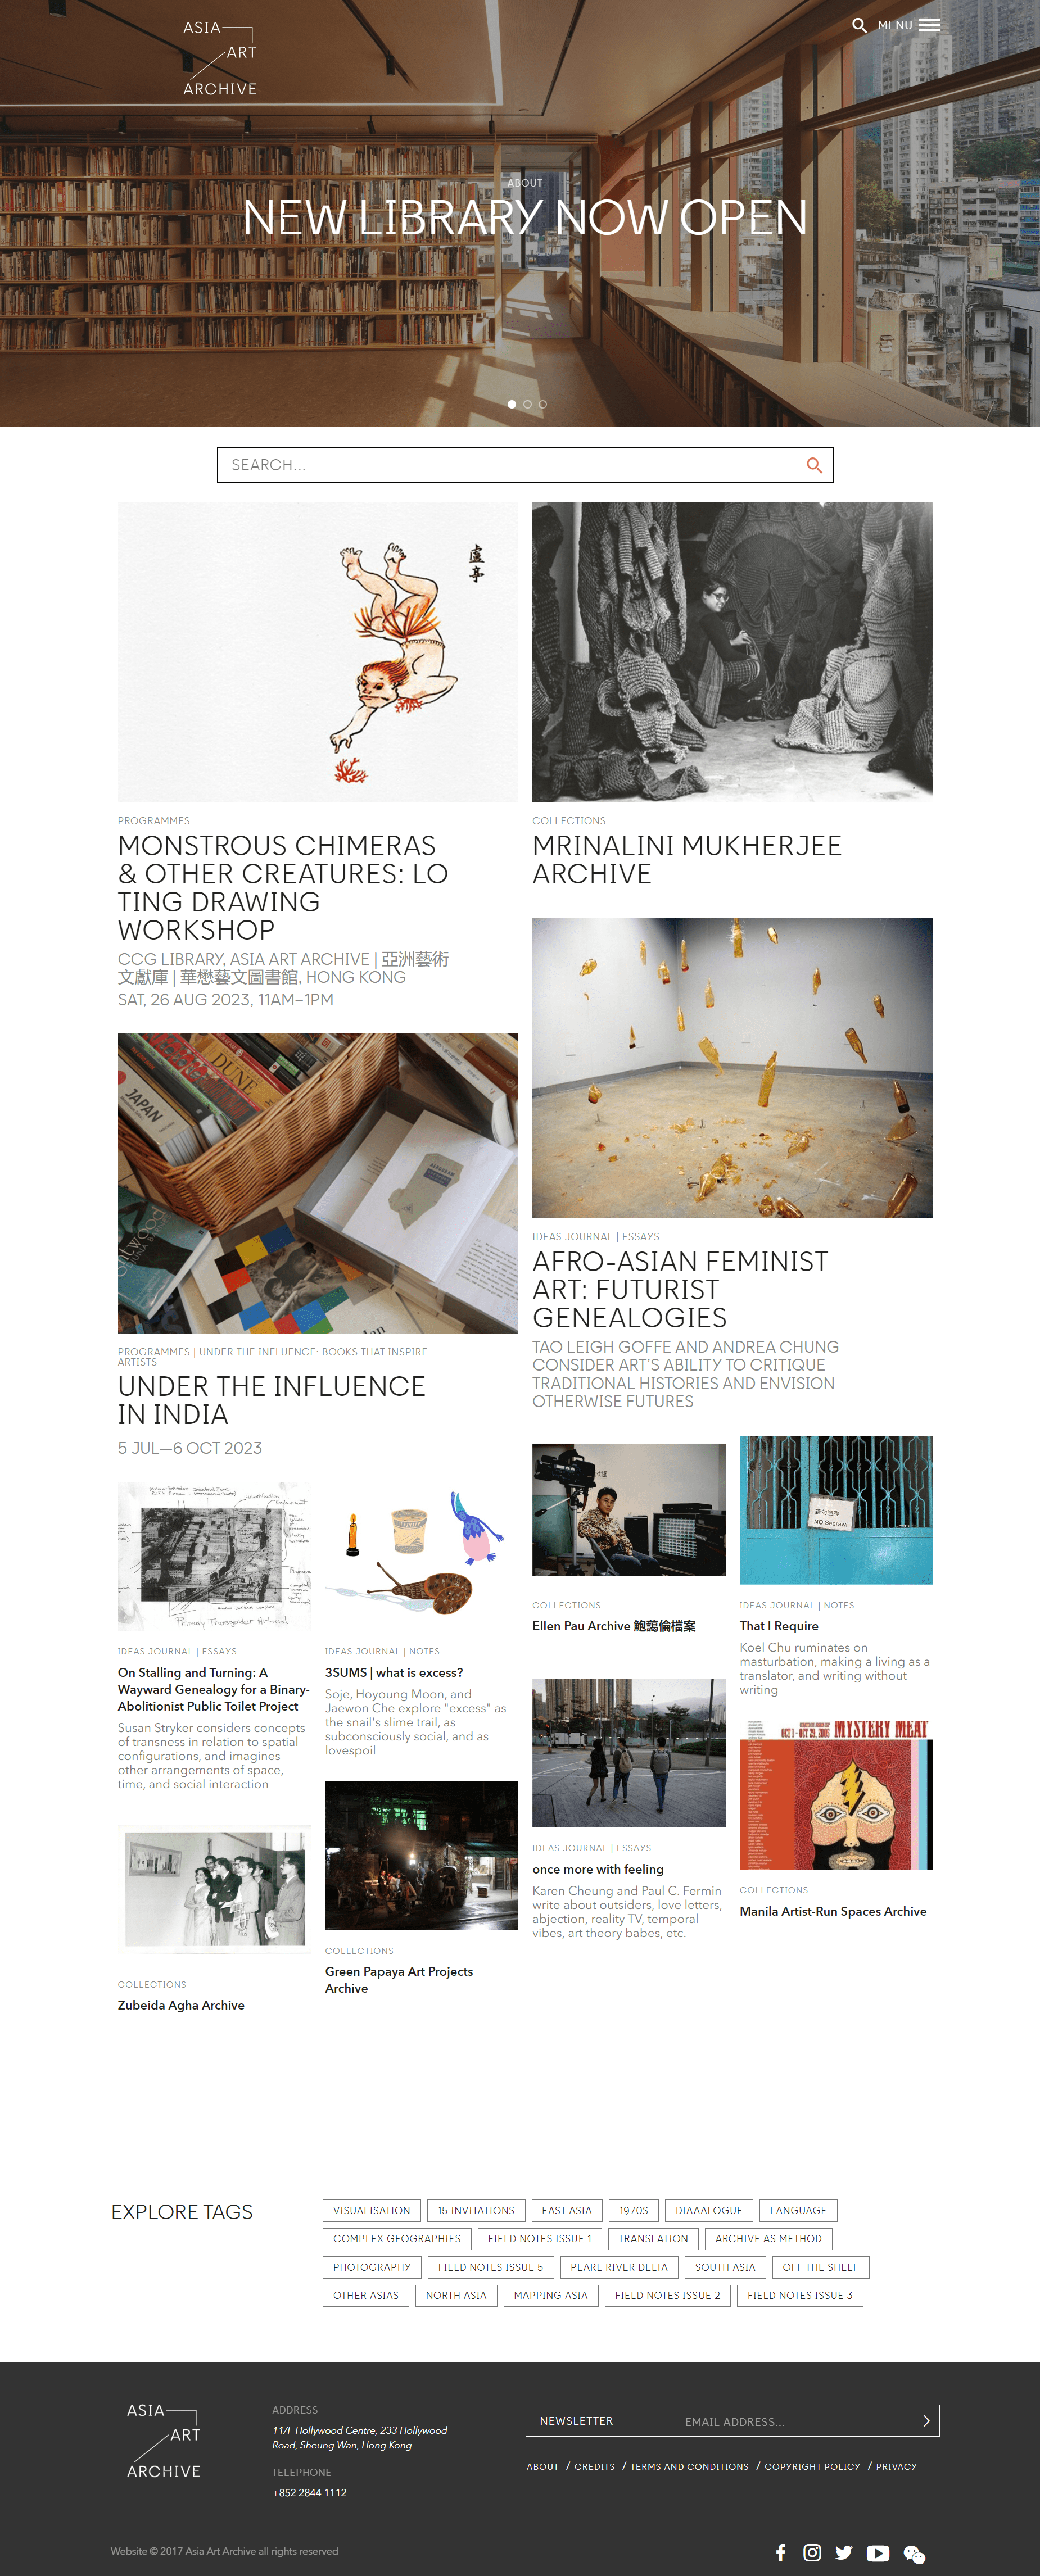 ASIA
ART
ARCHIVE
MENU
ABOUT
NEW LIBRARY NOW OPEN
SEARCH...
盧亭
PROGRAMMES
MONSTROUS CHIMERAS
& OTHER CREATURES: LO
TING DRAWING
WORKSHOP
CCG LIBRARY, ASIA ART ARCHIVE | 亞洲藝術
文獻庫 | 華懋藝文圖書館, HONG KONG
SAT, 26 AUG 2023, 11AM–1PM
COLLECTIONS
MRINALINI MUKHERJEE
ARCHIVE
DUNE
JAPAN
PROGRAMMES | UNDER THE INFLUENCE: BOOKS THAT INSPIRE
ARTISTS
UNDER THE INFLUENCE
IN INDIA
5 JUL—6 OCT 2023
IDEAS JOURNAL | ESSAYS
AFRO-ASIAN FEMINIST
ART: FUTURIST
GENEALOGIES
TAO LEIGH GOFFE AND ANDREA CHUNG
CONSIDER ART'S ABILITY TO CRITIQUE
TRADITIONAL HISTORIES AND ENVISION
OTHERWISE FUTURES
Primary Transgender Arterial
IDEAS JOURNAL | ESSAYS
On Stalling and Turning: A
Wayward Genealogy for a Binary-
Abolitionist Public Toilet Project
Susan Stryker considers concepts
of transness in relation to spatial
configurations, and imagines
other arrangements of space,
time, and social interaction
IDEAS JOURNAL | NOTES
3SUMS | what is excess?
Soje, Hoyoung Moon, and
Jaewon Che explore "excess" as
the snail's slime trail, as
subconsciously social, and as
lovespoil
COLLECTIONS
Ellen Pau Archive 鮑藹倫檔案
NO Secrawl
IDEAS JOURNAL | NOTES
That I Require
Koel Chu ruminates on
masturbation, making a living as a
translator, and writing without
writing
IDEAS JOURNAL | ESSAYS
once more with feeling
Karen Cheung and Paul C. Fermin
write about outsiders, love letters,
abjection, reality TV, temporal
vibes, art theory babes, etc.
OCT 1 - OCT 29, 2005 MYSTERY MEAT
COLLECTIONS
Manila Artist-Run Spaces Archive
COLLECTIONS
Zubeida Agha Archive
COLLECTIONS
Green Papaya Art Projects
Archive
EXPLORE TAGS
VISUALISATION 15 INVITATIONS EAST ASIA 1970S DIAAALOGUE LANGUAGE
COMPLEX GEOGRAPHIES FIELD NOTES ISSUE 1 TRANSLATION ARCHIVE AS METHOD
PHOTOGRAPHY FIELD NOTES ISSUE 5 PEARL RIVER DELTA SOUTH ASIA OFF THE SHELF
OTHER ASIAS NORTH ASIA MAPPING ASIA FIELD NOTES ISSUE 2 FIELD NOTES ISSUE 3
ASIA
ART
ARCHIVE
ADDRESS
11/F Hollywood Centre, 233 Hollywood
Road, Sheung Wan, Hong Kong
TELEPHONE
+852 2844 1112
NEWSLETTER EMAIL ADDRESS...
ABOUT / CREDITS / TERMS AND CONDITIONS / COPYRIGHT POLICY / PRIVACY
Website © 2017 Asia Art Archive all rights reserved